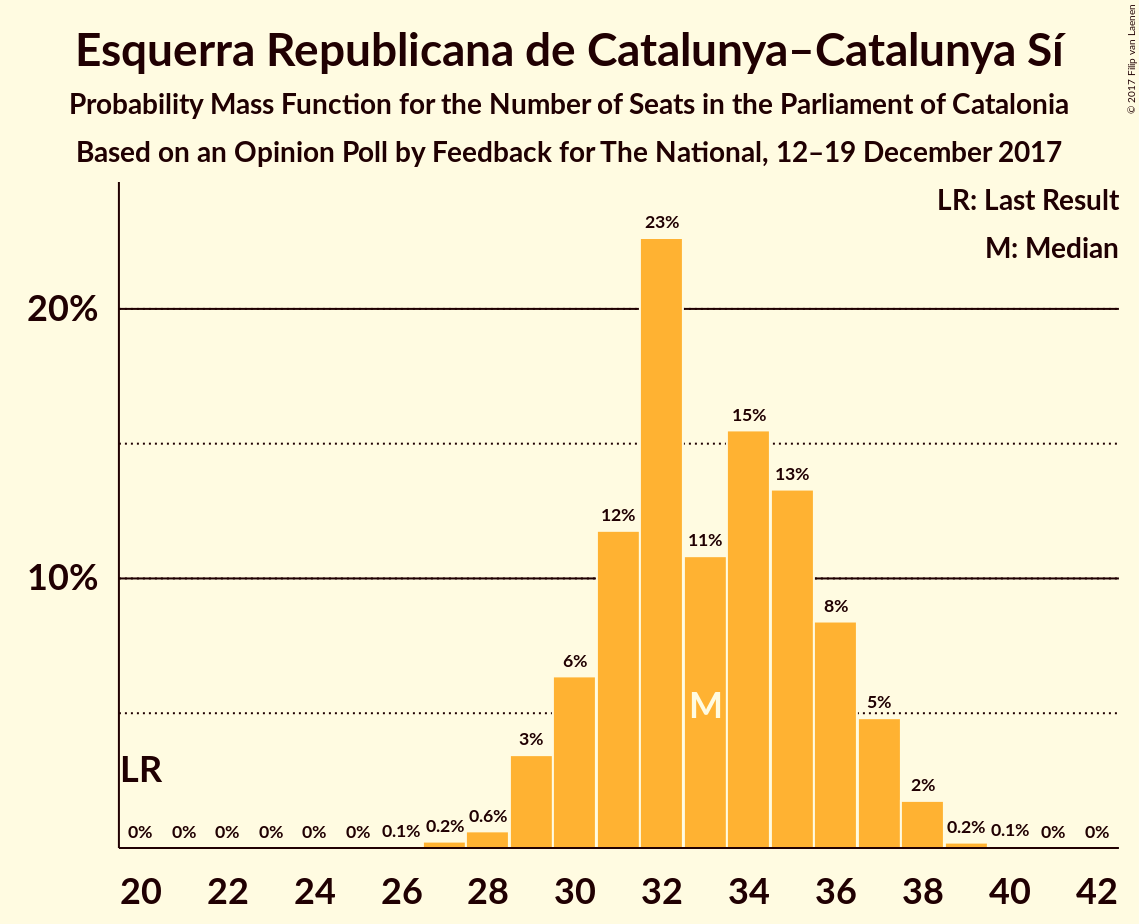 Esquerra Republicana de Catalunya–Catalunya Sí
Probability Mass Function for the Number of Seats in the Parliament of Catalonia
Based on an Opinion Poll by Feedback for The National, 12–19 December 2017
© 2017 Filip van Laenen
LR: Last Result
M: Median
23%
20%
15%
13%
12%
11%
10%
8%
6%
M
5%
3%
LR
2%
0% 0% 0% 0% 0% 0% 0.1% 0.2% 0.6% 0.2% 0.1% 0% 0%
20 22 24 26 28 30 32 34 36 38 40 42